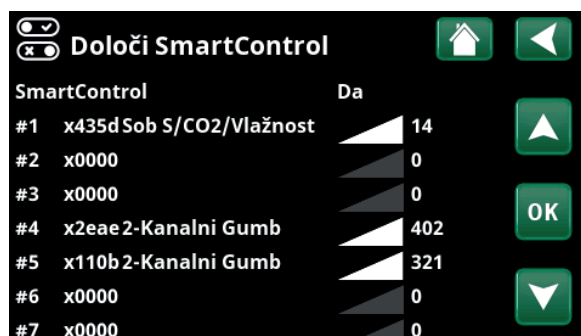 Določi SmartControl
SmartControl Da
#1 x435d Sob S/CO2/Vlažnost 14
#2 x0000 0
#3 x0000 0
#4 x2eae 2-Kanalni Gumb 402
#5 x110b 2-Kanalni Gumb 321
#6 x0000 0
#7 x0000 0
OK